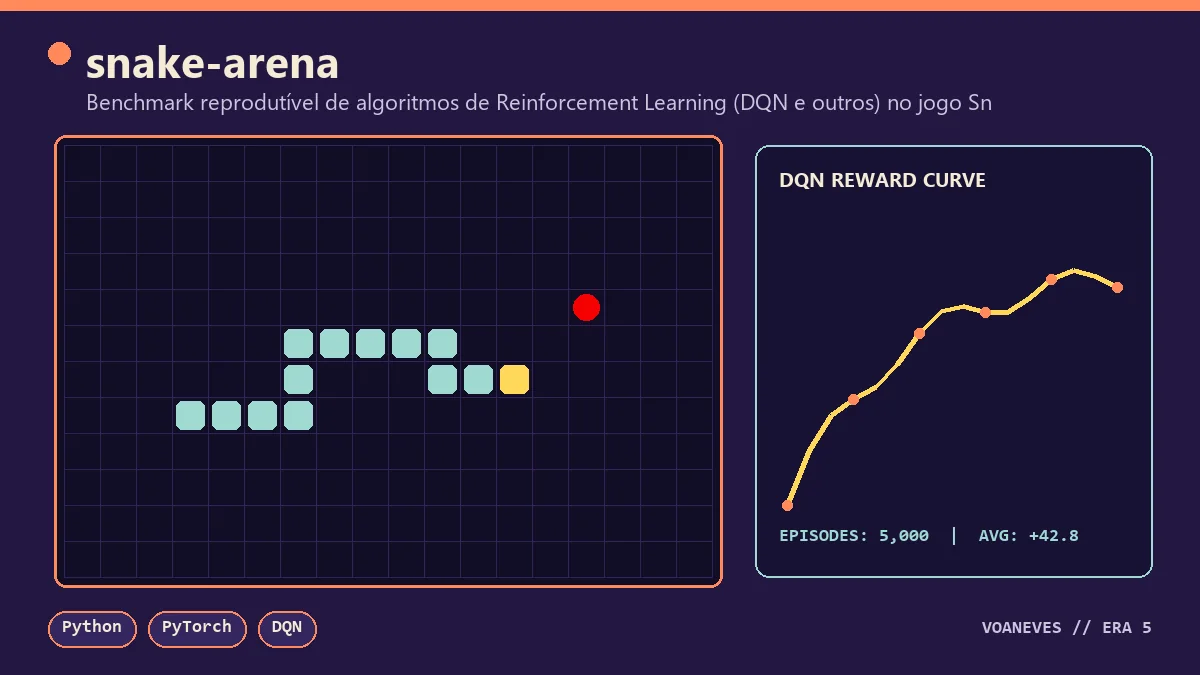 snake-arena
Benchmark reprodutível de algoritmos de Reinforcement Learning (DQN e outros) no jogo Sn
DQN REWARD CURVE
EPISODES: 5,000 | AVG: +42.8
Python PyTorch DQN
VOANEVES // ERA 5